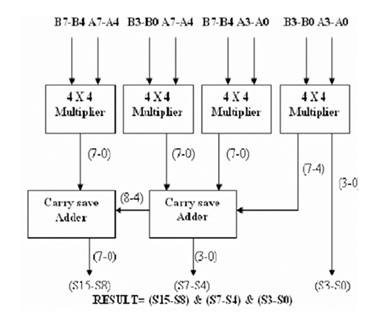 B7-B4 A7-A4 B3-B0 A7-A4 B7-B4 A3-A0 B3-B0 A3-A0
4 X 4 Multiplier
4 X 4 Multiplier
4 X 4 Multiplier
4 X 4 Multiplier
(7-0)
(7-0)
(7-0)
(7-4)
(3-0)
(8-4)
Carry save Adder
Carry save Adder
(7-0)
(3-0)
(S15-S8)
(S7-S4)
(S3-S0)
RESULT= (S15-S8) & (S7-S4) & (S3-S0)